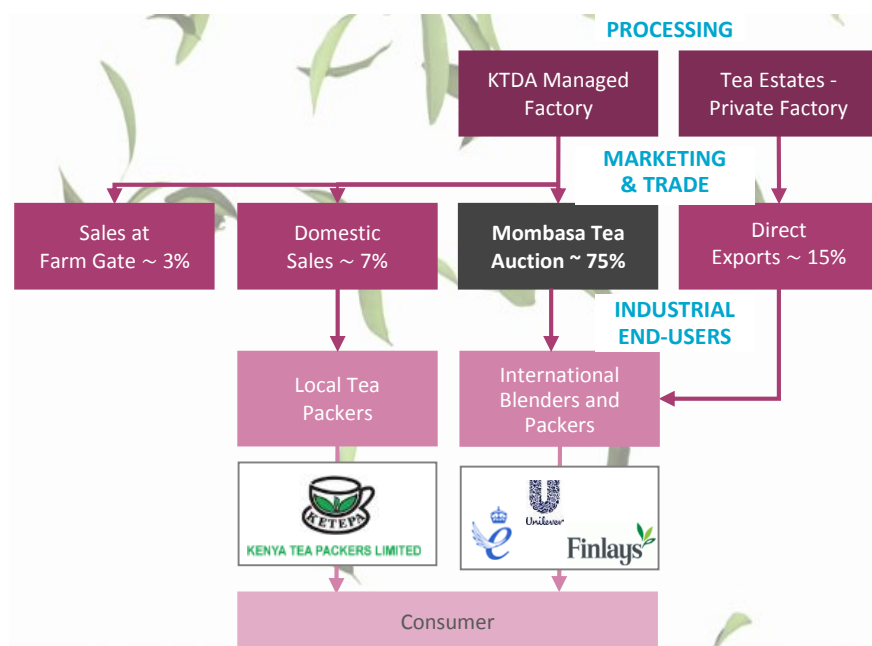 PROCESSING
KTDA Managed
Factory
Tea Estates -
Private Factory
MARKETING
& TRADE
Sales at
Farm Gate ~ 3%
Domestic
Sales ~ 7%
Mombasa Tea
Auction ~ 75%
Direct
Exports ~ 15%
INDUSTRIAL
END-USERS
Local Tea
Packers
International
Blenders and
Packers
KETEPA
KENYA TEA PACKERS LIMITED
Unilever
Finlays
Consumer